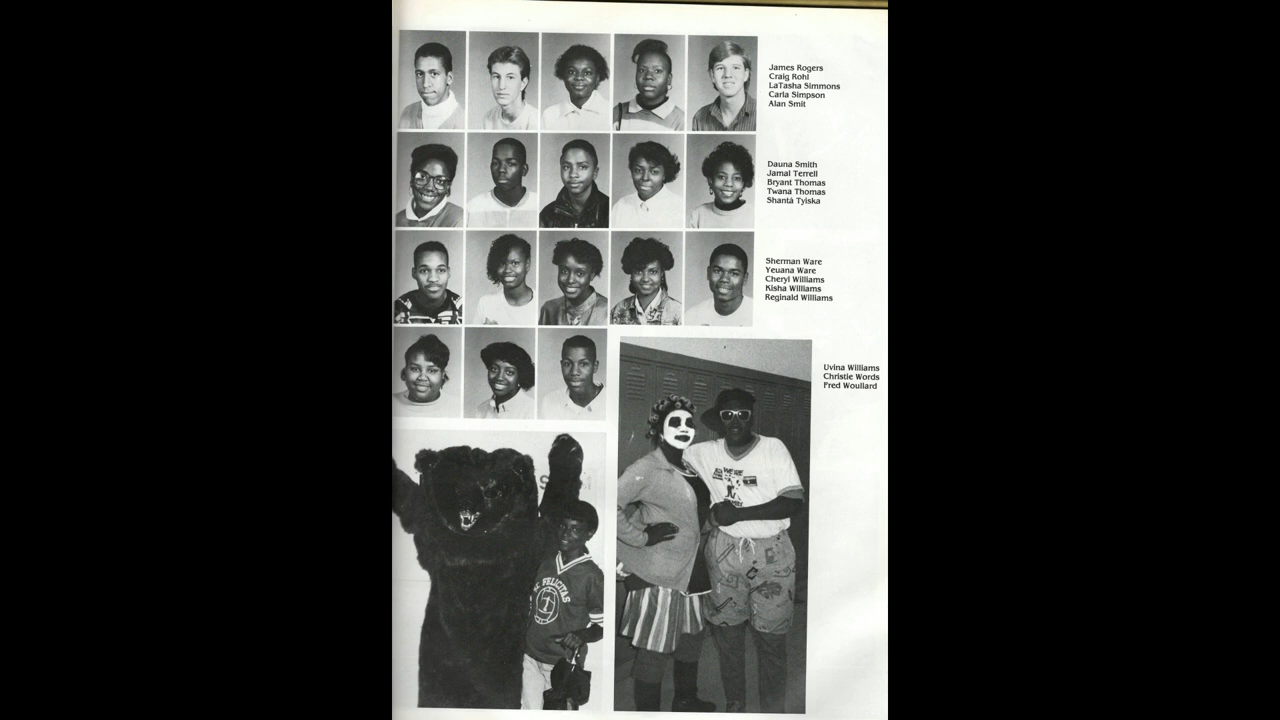 James Rogers
Craig Rohl
LaTasha Simmons
Carla Simpson
Alan Smit
Dauna Smith
Jamal Terrell
Bryant Thomas
Twana Thomas
Shantá Tyiska
Sherman Ware
Yeuana Ware
Cheryl Williams
Kisha Williams
Reginald Williams
Uvina Williams
Christie Words
Fred Woullard
FELICITAS